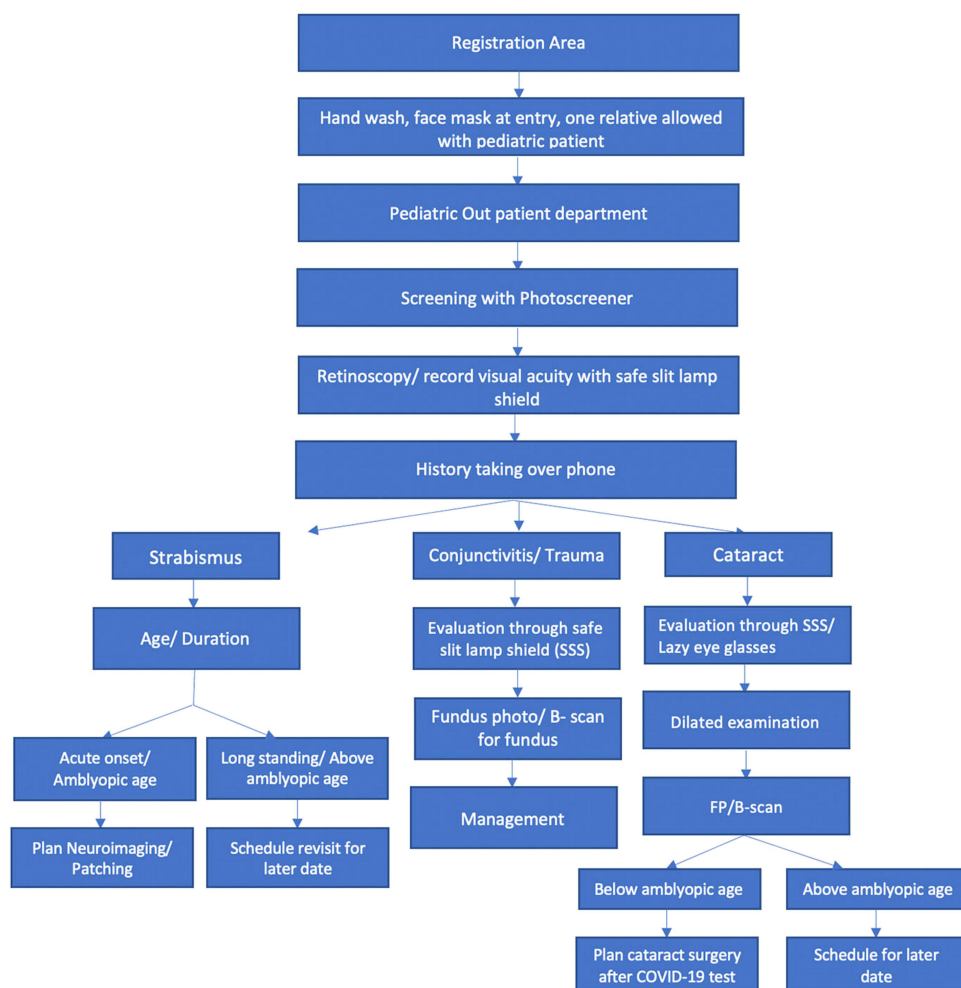 Registration Area
Hand wash, face mask at entry, one relative allowed
with pediatric patient
Pediatric Out patient department
Screening with Photoscreener
Retinoscopy/ record visual acuity with safe slit lamp
shield
History taking over phone
Strabismus
Conjunctivitis/ Trauma
Cataract
Age/ Duration
Evaluation through safe
slit lamp shield (SSS)
Evaluation through SSS/
Lazy eye glasses
Fundus photo/ B- scan
for fundus
Dilated examination
Acute onset/
Amblyopic age
Long standing/ Above
amblyopic age
Management
FP/B-scan
Plan Neuroimaging/
Patching
Schedule revisit for
later date
Below amblyopic age
Above amblyopic age
Plan cataract surgery
after COVID-19 test
Schedule for later
date